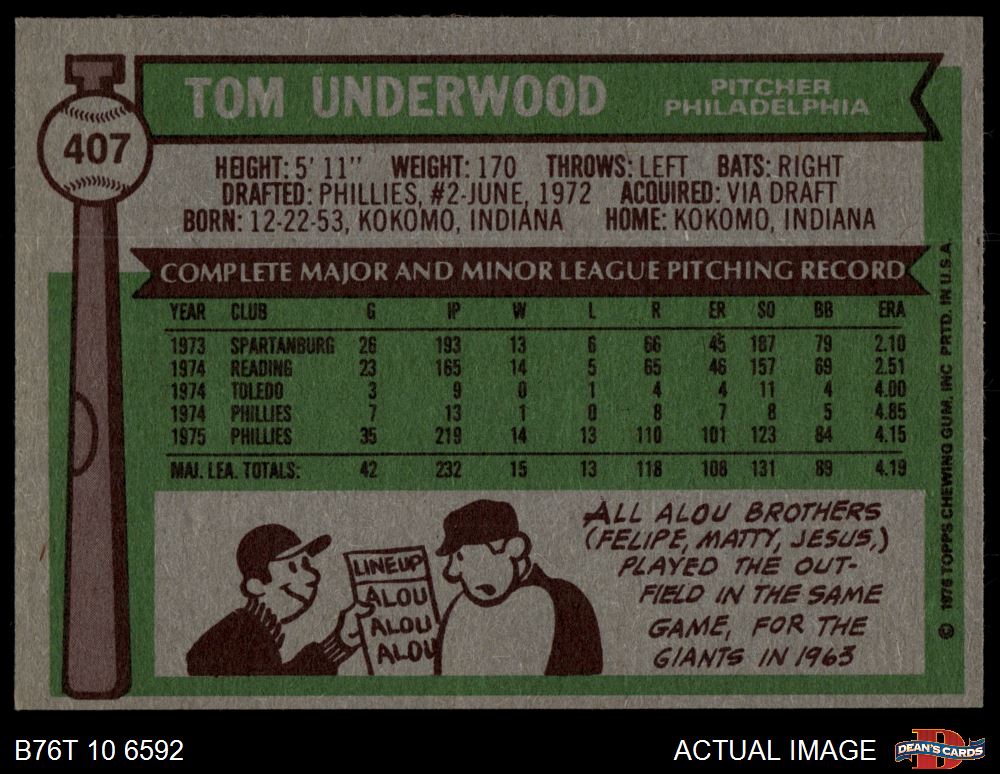 TOM UNDERWOOD
PITCHER
PHILADELPHIA
407
HEIGHT: 5' 11" WEIGHT: 170 THROWS: LEFT BATS: RIGHT
DRAFTED: PHILLIES, #2-JUNE, 1972 ACQUIRED: VIA DRAFT
BORN: 12-22-53, KOKOMO, INDIANA HOME: KOKOMO, INDIANA
COMPLETE MAJOR AND MINOR LEAGUE PITCHING RECORD
YEAR CLUB G IP W L R ER SO BB ERA
1973 SPARTANBURG 26 193 13 6 66 45 187 79 2.10
1974 READING 23 165 14 5 65 46 157 69 2.51
1974 TOLEDO 3 9 0 1 4 4 11 4 4.00
1974 PHILLIES 7 13 1 0 8 7 8 5 4.85
1975 PHILLIES 35 219 14 13 110 101 123 84 4.15
MAJ. LEA. TOTALS: 42 232 15 13 118 108 131 89 4.19
LINEUP
ALOU
ALOU
ALOU
ALL ALOU BROTHERS
(FELIPE, MATTY, JESUS,)
PLAYED THE OUT-
FIELD IN THE SAME
GAME, FOR THE
GIANTS IN 1963
© 1976 TOPPS CHEWING GUM, INC PRTD. IN U.S.A.
B76T 10 6592
ACTUAL IMAGE
DEAN'S CARDS